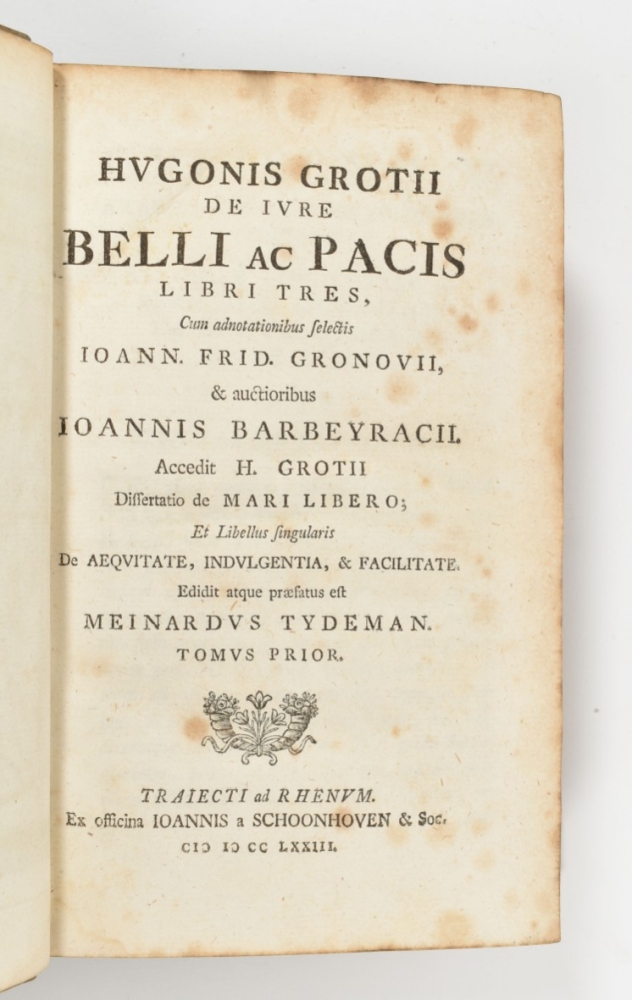 HVGONIS GROTII
DE IVRE
BELLI AC PACIS
LIBRI TRES,
Cum adnotationibus ſelectis
IOANN. FRID. GRONOVII,
& auctioribus
IOANNIS BARBEYRACII.
Accedit H. GROTII
Diſſertatio de MARI LIBERO;
Et Libellus ſingularis
De AEQVITATE, INDVLGENTIA, & FACILITATE.
Edidit atque præfatus eſt
MEINARDVS TYDEMAN.
TOMVS PRIOR.
TRAIECTI ad RHENVM.
Ex officina IOANNIS a SCHOONHOVEN & Soc.
CIↃ IↃ CC LXXIII.